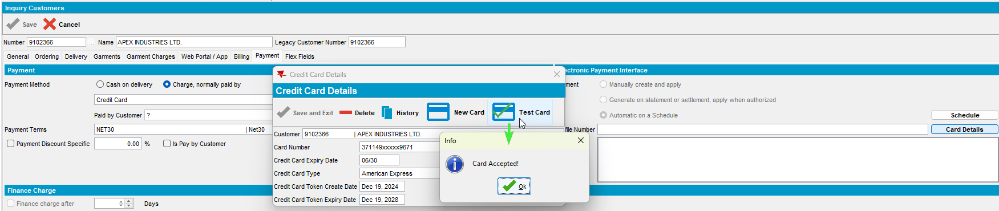 Inquiry Customers
Save Cancel
Number 9102366 ... Name APEX INDUSTRIES LTD. Legacy Customer Number 9102366
General Ordering Delivery Garments Garment Charges Web Portal / App Billing Payment Flex Fields
Payment
Payment Method Cash on delivery Charge, normally paid by
Credit Card
Paid by Customer ?
Payment Terms NET30 Net30
Payment Discount Specific 0.00 % Is Pay by Customer
Finance Charge
Finance charge after 0 Days
Credit Card Details
Credit Card Details
Save and Exit Delete History New Card Test Card
Customer 9102366 APEX INDUSTRIES LTD.
Card Number 371149xxxxx9671
Credit Card Expiry Date 06/30
Credit Card Type American Express
Credit Card Token Create Date Dec 19, 2024
Credit Card Token Expiry Date Dec 19, 2028
Info
Card Accepted!
Ok
ectronic Payment Interface
ment Manually create and apply
Generate on statement or settlement, apply when authorized
Automatic on a Schedule
Schedule
file Number Card Details